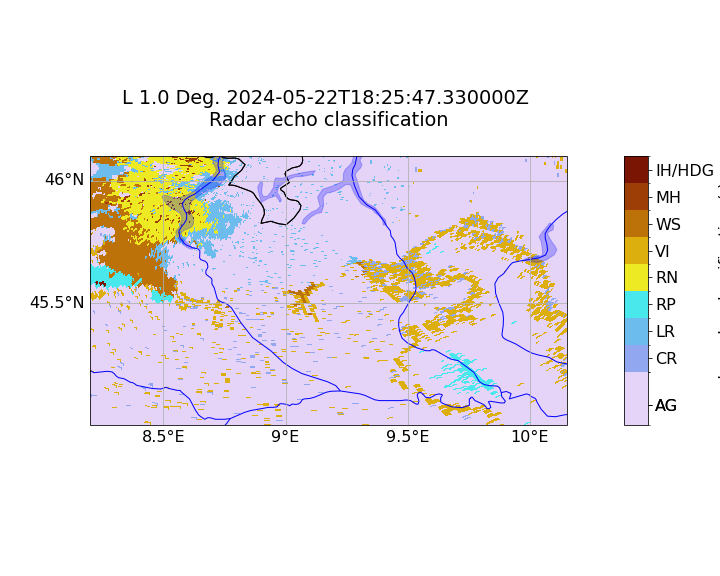 L 1.0 Deg. 2024-05-22T18:25:47.330000Z
Radar echo classification
46°N
45.5°N
8.5°E
9°E
9.5°E
10°E
IH/HDG
MH
WS
VI
RN
RP
LR
CR
AG